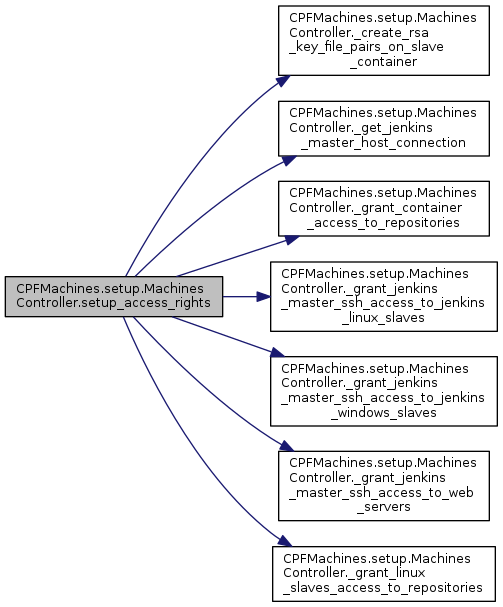 CPFMachines.setup.Machines
Controller._create_rsa
_key_file_pairs_on_slave
_container
CPFMachines.setup.Machines
Controller._get_jenkins
_master_host_connection
CPFMachines.setup.Machines
Controller._grant_container
_access_to_repositories
CPFMachines.setup.Machines
Controller.setup_access_rights
CPFMachines.setup.Machines
Controller._grant_jenkins
_master_ssh_access_to_jenkins
_linux_slaves
CPFMachines.setup.Machines
Controller._grant_jenkins
_master_ssh_access_to_jenkins
_windows_slaves
CPFMachines.setup.Machines
Controller._grant_jenkins
_master_ssh_access_to_web
_servers
CPFMachines.setup.Machines
Controller._grant_linux
_slaves_access_to_repositories